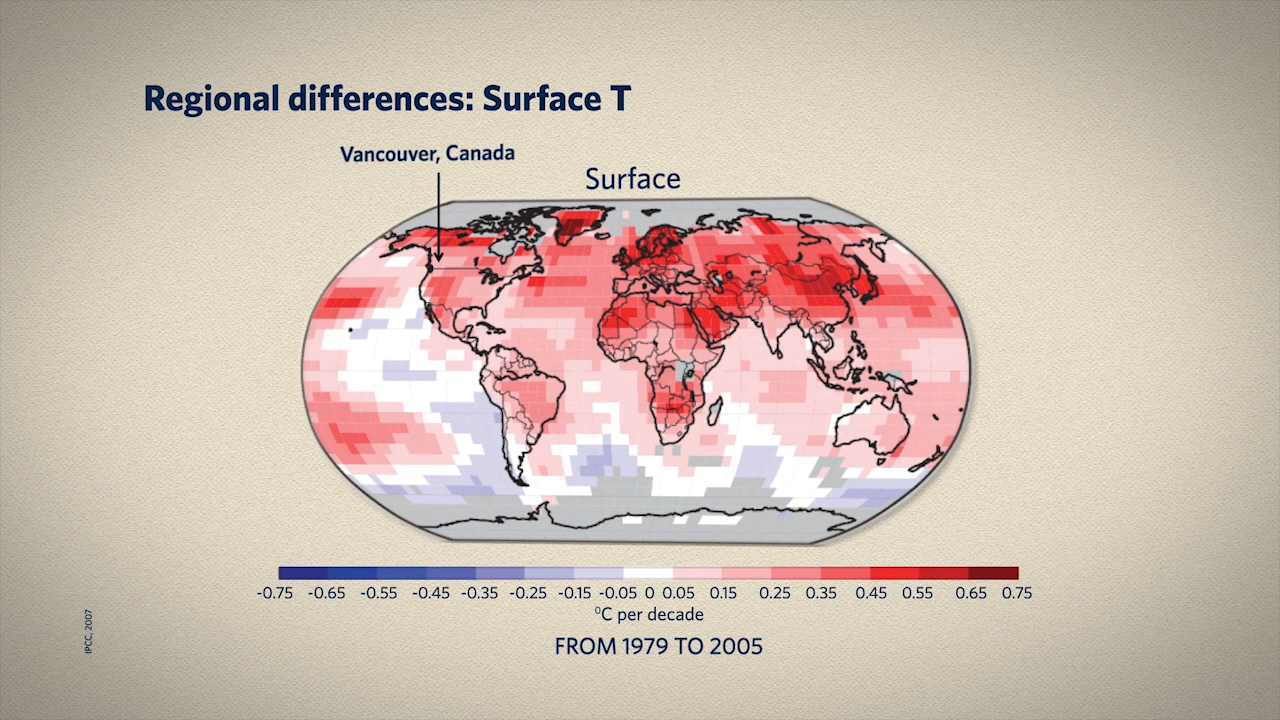 Regional differences: Surface T
Vancouver, Canada
Surface
-0.75 -0.65 -0.55 -0.45 -0.35 -0.25 -0.15 -0.05 0 0.05 0.15 0.25 0.35 0.45 0.55 0.65 0.75
⁰C per decade
FROM 1979 TO 2005
IPCC, 2007